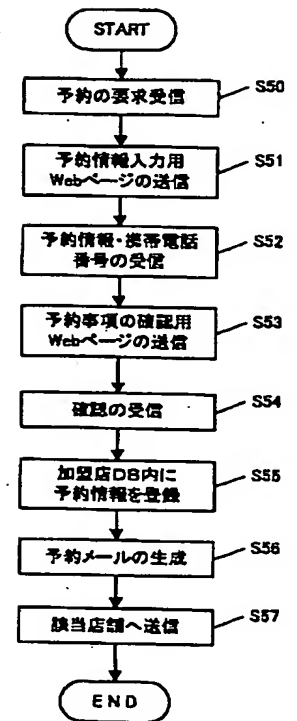 START
予約の要求受信
S50
予約情報入力用
Webページの送信
S51
予約情報・携帯電話
番号の受信
S52
予約事項の確認用
Webページの送信
S53
確認の受信
S54
加盟店DB内に
予約情報を登録
S55
予約メールの生成
S56
該当店舗へ送信
S57
END